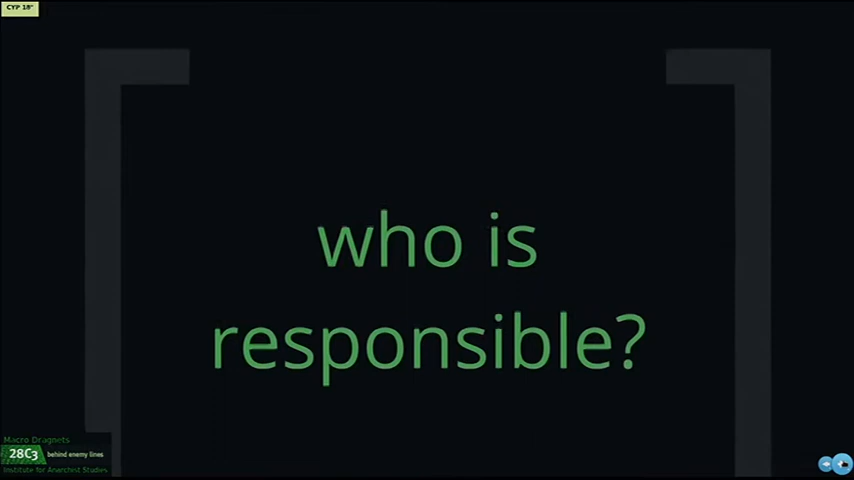 CYP 18"
who is
responsible?
Macro Dragnets
28C3 behind enemy lines
Institute for Anarchist Studies